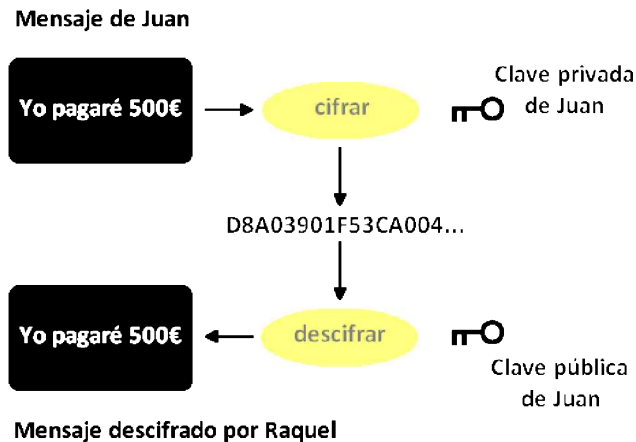 Mensaje de Juan
Yo pagaré 500€
cifrar
Clave privada
de Juan
D8A03901F53CA004...
Yo pagaré 500€
descifrar
Clave pública
de Juan
Mensaje descifrado por Raquel